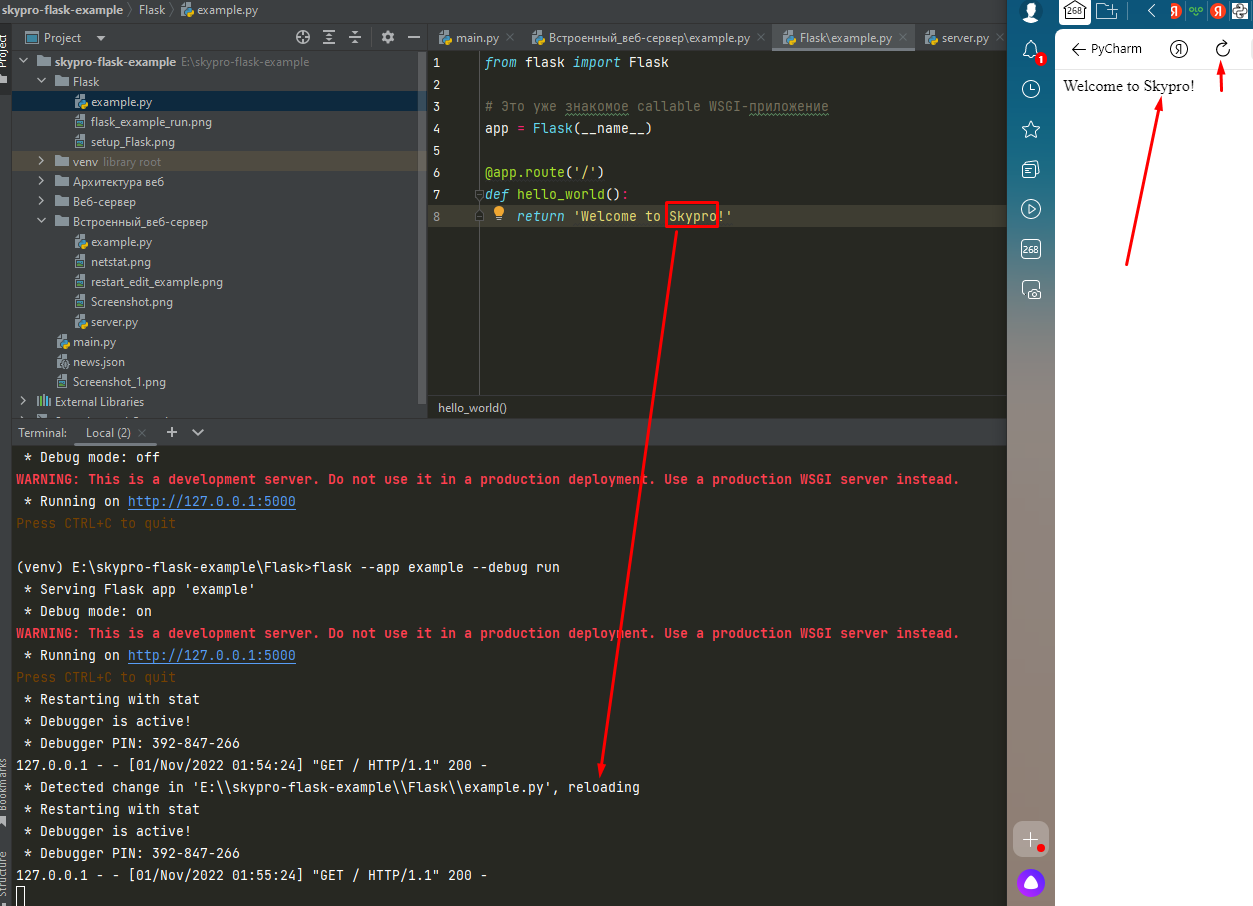 skypro-flask-example Flask example.py
Project
Project
skypro-flask-example E:\skypro-flask-example
Flask
example.py
flask_example_run.png
setup_Flask.png
venv library root
Архитектура веб
Веб-сервер
Встроенный_веб-сервер
example.py
netstat.png
restart_edit_example.png
Screenshot.png
server.py
main.py
news.json
Screenshot_1.png
External Libraries
main.py Встроенный_веб-сервер\example.py Flask\example.py server.py
1 from flask import Flask
2
3 # Это уже знакомое callable WSGI-приложение
4 app = Flask(__name__)
5
6 @app.route('/')
7 def hello_world():
8 return 'Welcome to Skypro!'
hello_world()
Terminal: Local (2)
* Debug mode: off
WARNING: This is a development server. Do not use it in a production deployment. Use a production WSGI server instead.
* Running on http://127.0.0.1:5000
Press CTRL+C to quit
(venv) E:\skypro-flask-example\Flask>flask --app example --debug run
* Serving Flask app 'example'
* Debug mode: on
WARNING: This is a development server. Do not use it in a production deployment. Use a production WSGI server instead.
* Running on http://127.0.0.1:5000
Press CTRL+C to quit
* Restarting with stat
* Debugger is active!
* Debugger PIN: 392-847-266
127.0.0.1 - - [01/Nov/2022 01:54:24] "GET / HTTP/1.1" 200 -
* Detected change in 'E:\\skypro-flask-example\\Flask\\example.py', reloading
* Restarting with stat
* Debugger is active!
* Debugger PIN: 392-847-266
127.0.0.1 - - [01/Nov/2022 01:55:24] "GET / HTTP/1.1" 200 -
Bookmarks
Structure
268
Я
Я
1
268
PyCharm
Я
Welcome to Skypro!